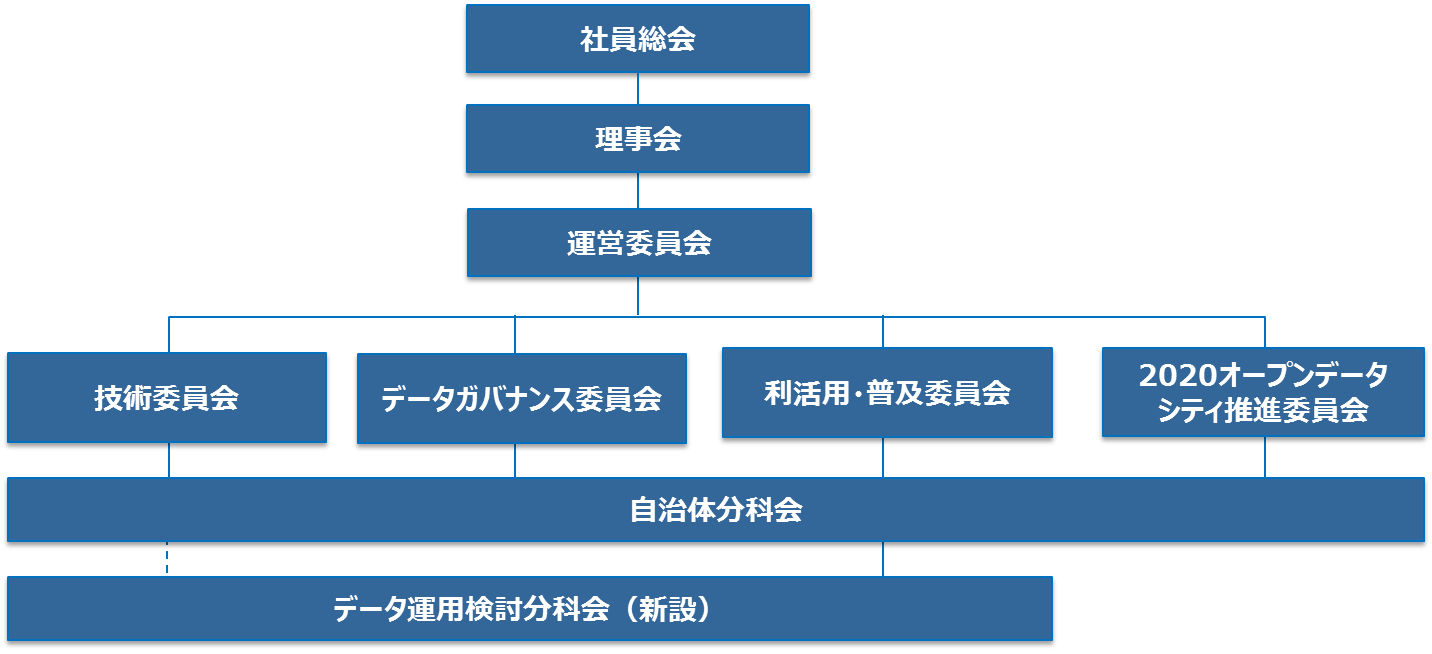 社員総会
理事会
運営委員会
技術委員会
データガバナンス委員会
利活用・普及委員会
2020オープンデータ
シティ推進委員会
自治体分科会
データ運用検討分科会（新設）